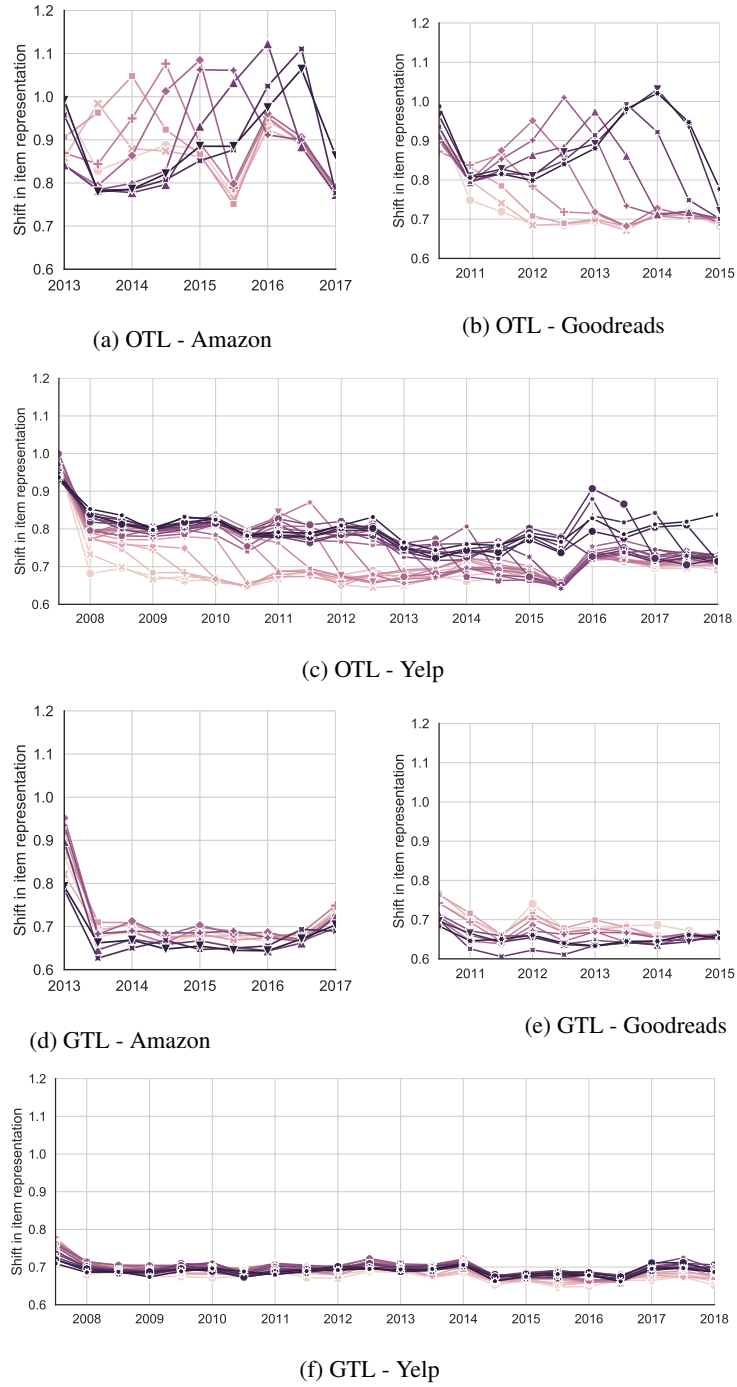 Shift in item representation
1.2
1.1
1.0
0.9
0.8
0.7
0.6
2013 2014 2015 2016 2017
(a) OTL - Amazon
Shift in item representation
1.2
1.1
1.0
0.9
0.8
0.7
0.6
2011 2012 2013 2014 2015
(b) OTL - Goodreads
Shift in item representation
1.2
1.1
1.0
0.9
0.8
0.7
0.6
2008 2009 2010 2011 2012 2013 2014 2015 2016 2017 2018
(c) OTL - Yelp
Shift in item representation
1.2
1.1
1.0
0.9
0.8
0.7
0.6
2013 2014 2015 2016 2017
(d) GTL - Amazon
Shift in item representation
1.2
1.1
1.0
0.9
0.8
0.7
0.6
2011 2012 2013 2014 2015
(e) GTL - Goodreads
Shift in item representation
1.2
1.1
1.0
0.9
0.8
0.7
0.6
2008 2009 2010 2011 2012 2013 2014 2015 2016 2017 2018
(f) GTL - Yelp